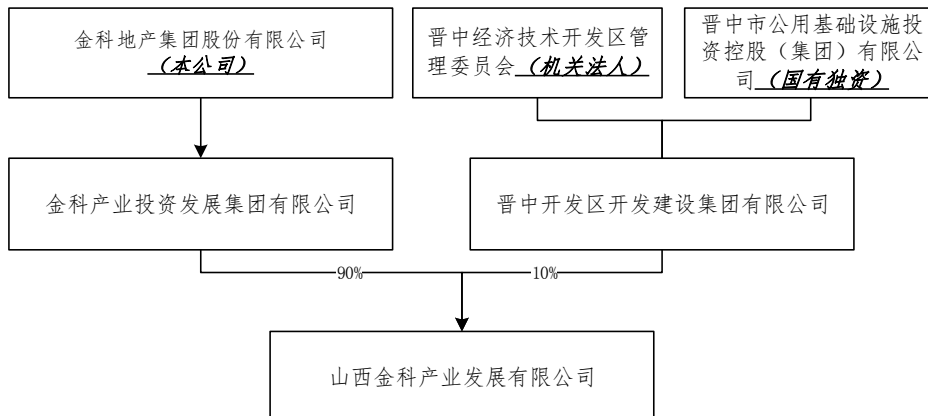 金科地产集团股份有限公司
（本公司）
晋中经济技术开发区管
理委员会（机关法人）
晋中市公用基础设施投
资控股（集团）有限公
司（国有独资）
金科产业投资发展集团有限公司
晋中开发区开发建设集团有限公司
90%
10%
山西金科产业发展有限公司